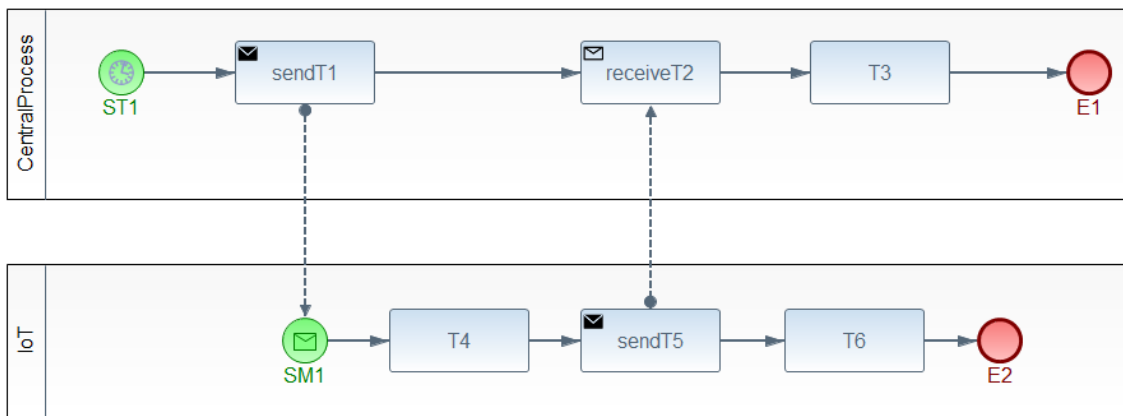 CentralProcess
sendT1
receiveT2
T3
ST1
E1
IoT
T4
sendT5
T6
SM1
E2